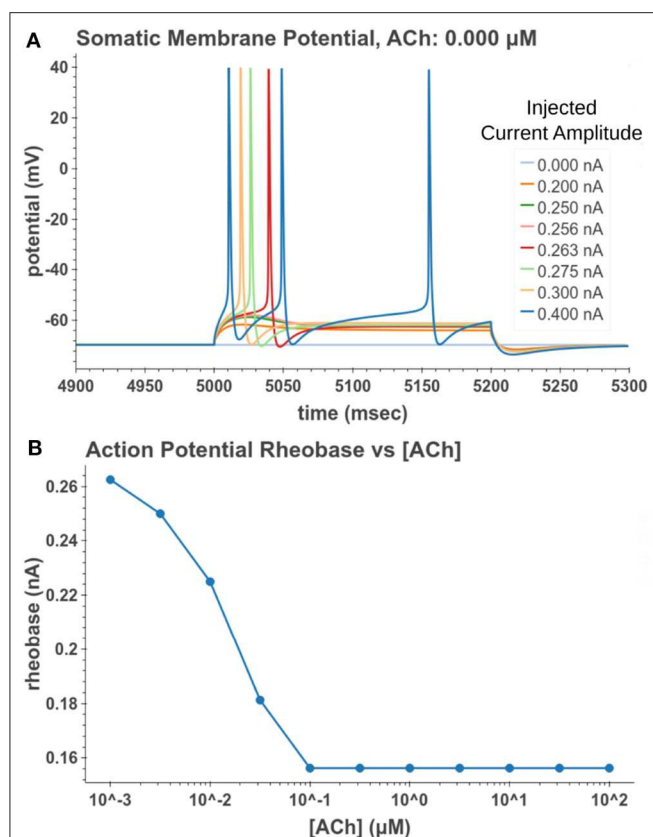 A
Somatic Membrane Potential, ACh: 0.000 µM
40
20
0
-20
-40
-60
potential (mV)
Injected
Current Amplitude
0.000 nA
0.200 nA
0.250 nA
0.256 nA
0.263 nA
0.275 nA
0.300 nA
0.400 nA
4900 4950 5000 5050 5100 5150 5200 5250 5300
time (msec)
B
Action Potential Rheobase vs [ACh]
0.26
0.24
0.22
0.2
0.18
0.16
rheobase (nA)
10^-3 10^-2 10^-1 10^0 10^1 10^2
[ACh] (µM)